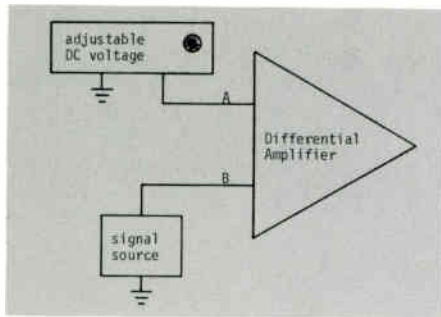 adjustable
DC voltage
A
Differential
Amplifier
B
signal
source